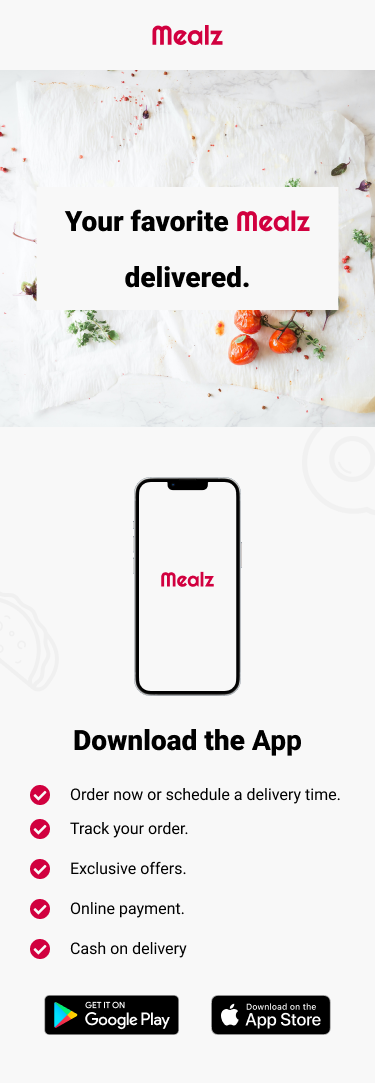 Mealz
Your favorite Mealz
delivered.
Mealz
Download the App
Order now or schedule a delivery time.
Track your order.
Exclusive offers.
Online payment.
Cash on delivery
GET IT ON
Google Play
Download on the
App Store